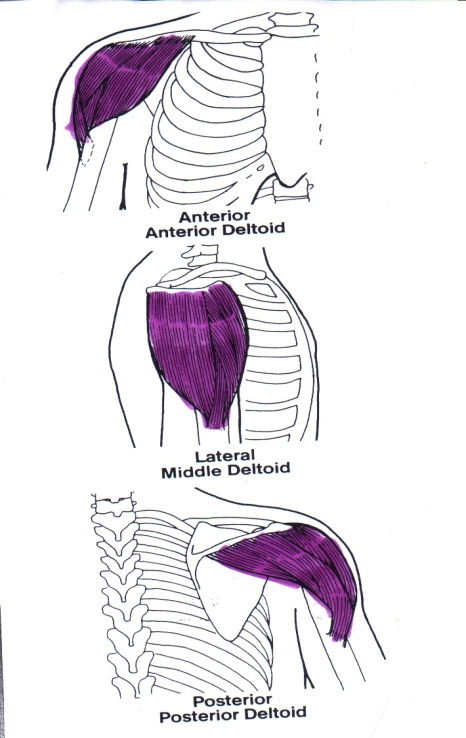 Anterior
Anterior Deltoid
Lateral
Middle Deltoid
Posterior
Posterior Deltoid